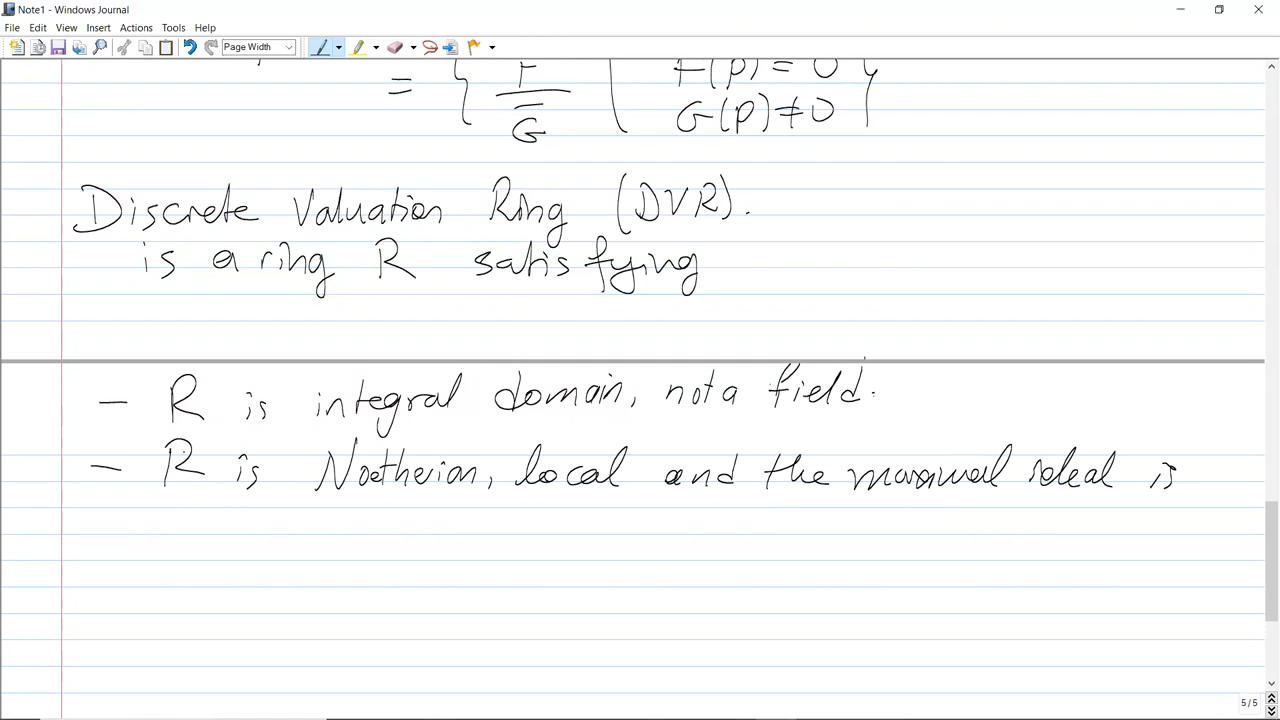 Note1 - Windows Journal
File Edit View Insert Actions Tools Help
Page Width
= { F / G | F(P) = 0
G(P) ≠ 0 }
Discrete Valuation Ring (DVR).
is a ring R satisfying
- R is integral domain, not a field.
- R is Noetherian, local and the maximal ideal is
5/5